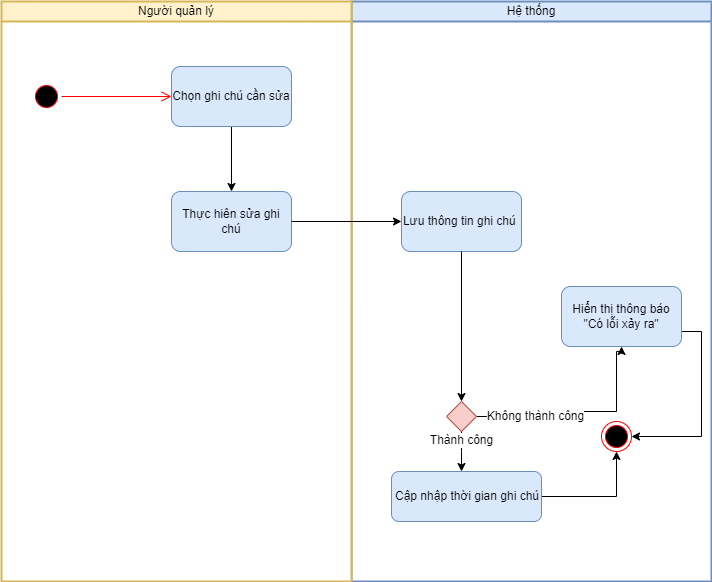 Người quản lý
Hệ thống
Chọn ghi chú cần sửa
Thực hiên sửa ghi
chú
Lưu thông tin ghi chú
Hiển thị thông báo
"Có lỗi xảy ra"
Không thành công
Thành công
Cập nhập thời gian ghi chú